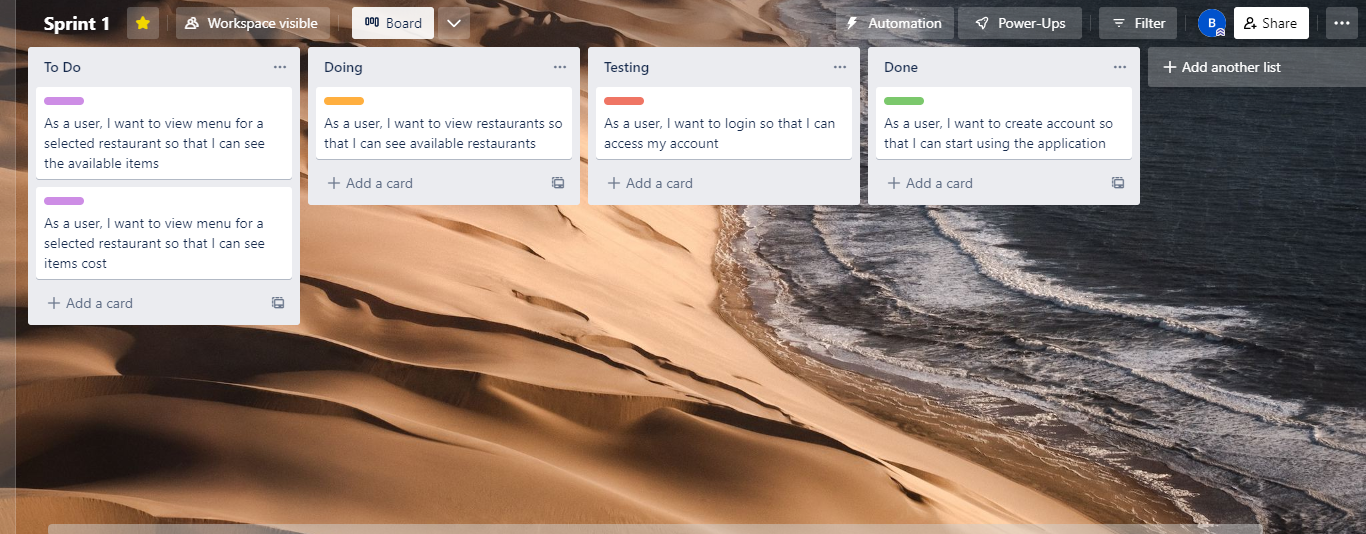 Sprint 1
Workspace visible
Board
Automation
Power-Ups
Filter
B
Share
To Do
As a user, I want to view menu for a
selected restaurant so that I can see
the available items
As a user, I want to view menu for a
selected restaurant so that I can see
items cost
Add a card
Doing
As a user, I want to view restaurants so
that I can see available restaurants
Add a card
Testing
As a user, I want to login so that I can
access my account
Add a card
Done
As a user, I want to create account so
that I can start using the application
Add a card
Add another list